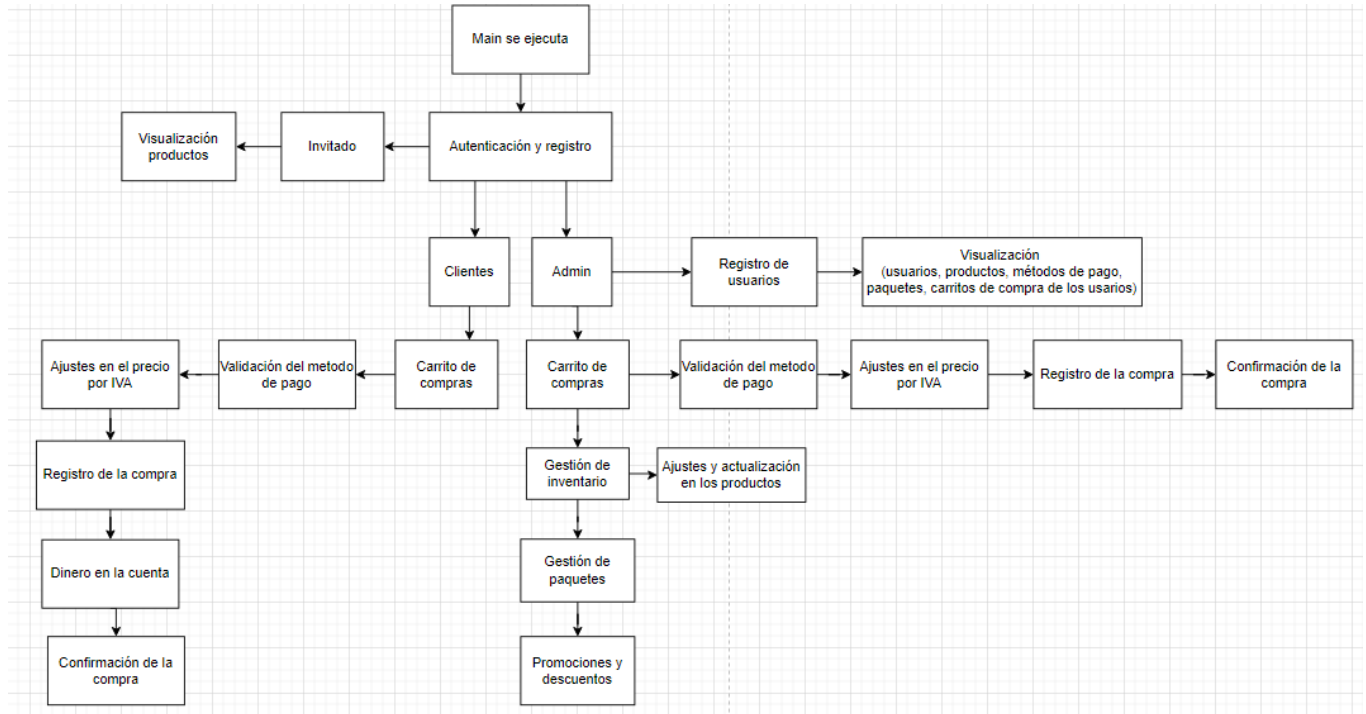 Main se ejecuta
Visualización
productos
Invitado
Autenticación y registro
Clientes
Admin
Registro de
usuarios
Visualización
(usuarios, productos, métodos de pago,
paquetes, carritos de compra de los usarios)
Ajustes en el precio
por IVA
Validación del metodo
de pago
Carrito de
compras
Carrito de
compras
Validación del metodo
de pago
Ajustes en el precio
por IVA
Registro de la compra
Confirmación de la
compra
Registro de la compra
Gestión de
inventario
Ajustes y actualización
en los productos
Dinero en la cuenta
Gestión de
paquetes
Confirmación de la
compra
Promociones y
descuentos